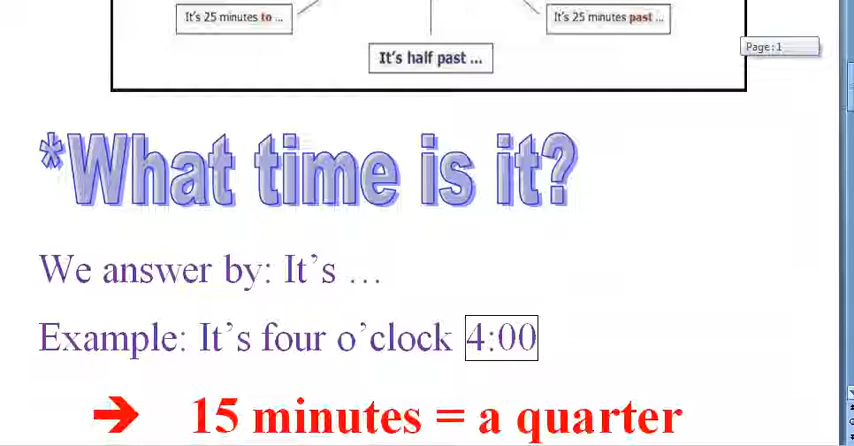 It's 25 minutes to ...
It's 25 minutes past ...
It's half past ...
Page: 1
*What time is it?
We answer by: It's ...
Example: It's four o'clock 4:00
➔ 15 minutes = a quarter